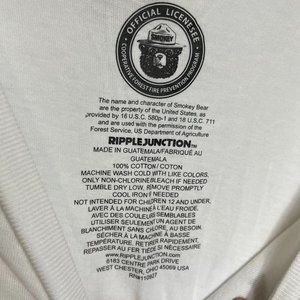 OFFICIAL LICENSEE
SMOKEY
COOPERATIVE FOREST FIRE PREVENTION PROGRAM
The name and character of Smokey Bear
are the property of the United States, as
provided by 16 U.S.C. 580p-1 and 18 U.S.C. 711
and are used with the permission of the
Forest Service, US Department of Agriculture
RIPPLE JUNCTION™
MADE IN GUATEMALA/FABRIQUÉ AU
GUATEMALA
100% COTTON/ COTON
MACHINE WASH COLD WITH LIKE COLORS,
ONLY NON-CHLORINE BLEACH IF NEEDED
TUMBLE DRY LOW, REMOVE PROMPTLY
COOL IRON IF NEEDED
NOT INTENDED FOR CHILDREN 12 AND UNDER.
LAVER À LA MACHINE À L'EAU FROIDE
AVEC DES COULEURS SEMBLABLES
UTILISER SEULEMENT UN AGENT DE
BLANCHIMENT SANS CHLORE, AU BESOIN.
SÉCHER À LA MACHINE À BASSE
TEMPÉRATURE. RETIRER RAPIDEMENT.
REPASSER AU FER TIÈDE SI NÉCESSAIRE
www.RIPPLEJUNCTION.com
6183 CENTRE PARK DRIVE
WEST CHESTER, OHIO 45069 USA
RN#110807